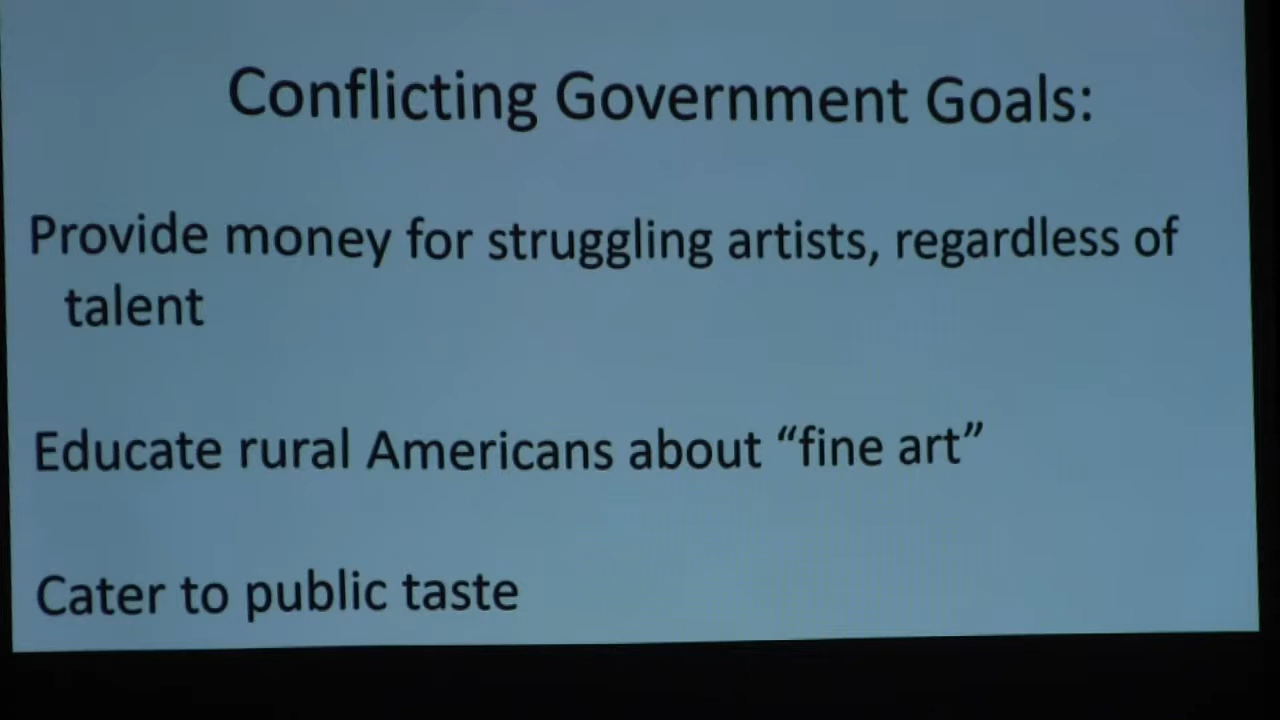 Conflicting Government Goals:
Provide money for struggling artists, regardless of
talent
Educate rural Americans about “fine art”
Cater to public taste